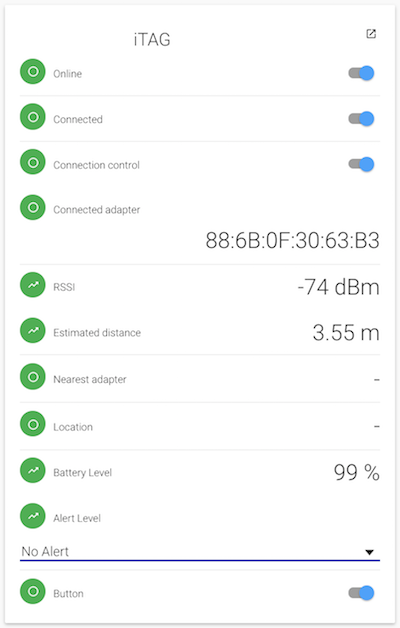 iTAG
Online
Connected
Connection control
Connected adapter
88:6B:0F:30:63:B3
RSSI -74 dBm
Estimated distance 3.55 m
Nearest adapter -
Location -
Battery Level 99 %
Alert Level
No Alert
Button